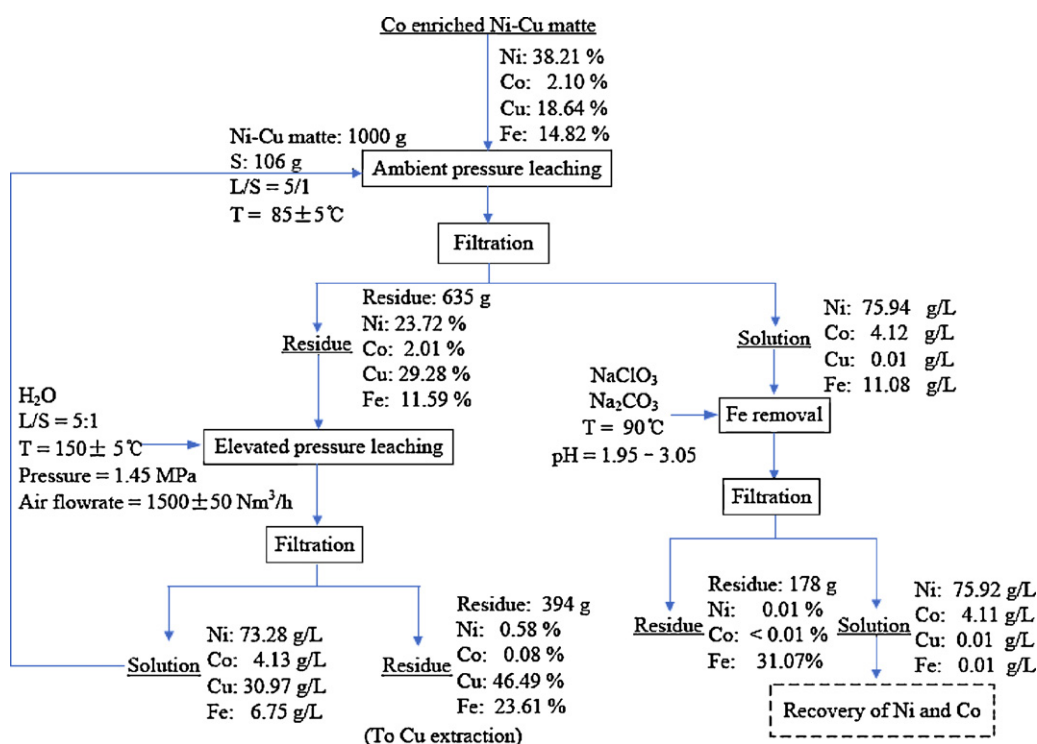 Co enriched Ni-Cu matte
Ni: 38.21 %
Co: 2.10 %
Cu: 18.64 %
Fe: 14.82 %
Ni-Cu matte: 1000 g
S: 106 g
L/S = 5/1
T = 85±5℃
Ambient pressure leaching
Filtration
Residue: 635 g
Ni: 23.72 %
Co: 2.01 %
Cu: 29.28 %
Fe: 11.59 %
Residue
Ni: 75.94 g/L
Co: 4.12 g/L
Cu: 0.01 g/L
Fe: 11.08 g/L
Solution
H₂O
L/S = 5:1
T = 150± 5℃
Pressure = 1.45 MPa
Air flowrate = 1500±50 Nm³/h
Elevated pressure leaching
NaClO₃
Na₂CO₃
T = 90℃
pH = 1.95 – 3.05
Fe removal
Filtration
Filtration
Ni: 73.28 g/L
Co: 4.13 g/L
Cu: 30.97 g/L
Fe: 6.75 g/L
Solution
Residue: 394 g
Ni: 0.58 %
Co: 0.08 %
Cu: 46.49 %
Fe: 23.61 %
Residue
(To Cu extraction)
Residue: 178 g
Ni: 0.01 %
Co: < 0.01 %
Fe: 31.07%
Residue
Ni: 75.92 g/L
Co: 4.11 g/L
Cu: 0.01 g/L
Fe: 0.01 g/L
Solution
Recovery of Ni and Co